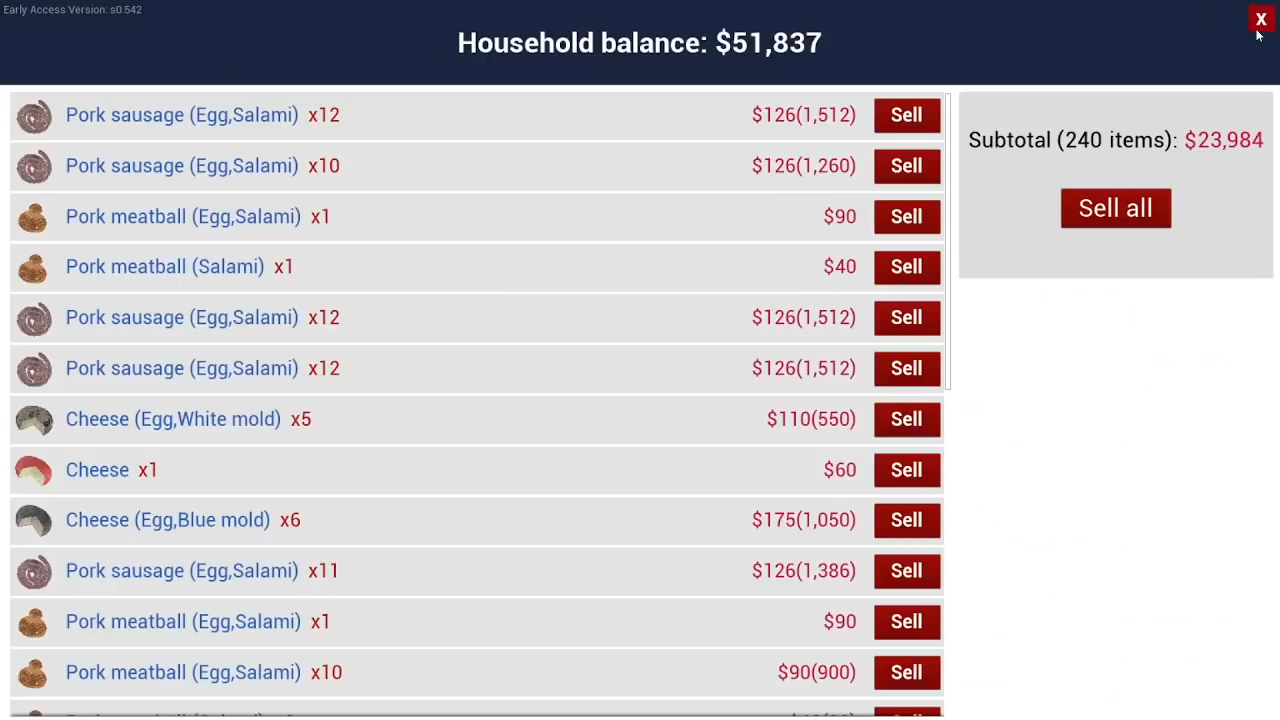 Early Access Version: s0.542
X
Household balance: $51,837
Pork sausage (Egg,Salami) x12 $126(1,512) Sell
Subtotal (240 items): $23,984
Pork sausage (Egg,Salami) x10 $126(1,260) Sell
Sell all
Pork meatball (Egg,Salami) x1 $90 Sell
Pork meatball (Salami) x1 $40 Sell
Pork sausage (Egg,Salami) x12 $126(1,512) Sell
Pork sausage (Egg,Salami) x12 $126(1,512) Sell
Cheese (Egg,White mold) x5 $110(550) Sell
Cheese x1 $60 Sell
Cheese (Egg,Blue mold) x6 $175(1,050) Sell
Pork sausage (Egg,Salami) x11 $126(1,386) Sell
Pork meatball (Egg,Salami) x1 $90 Sell
Pork meatball (Egg,Salami) x10 $90(900) Sell